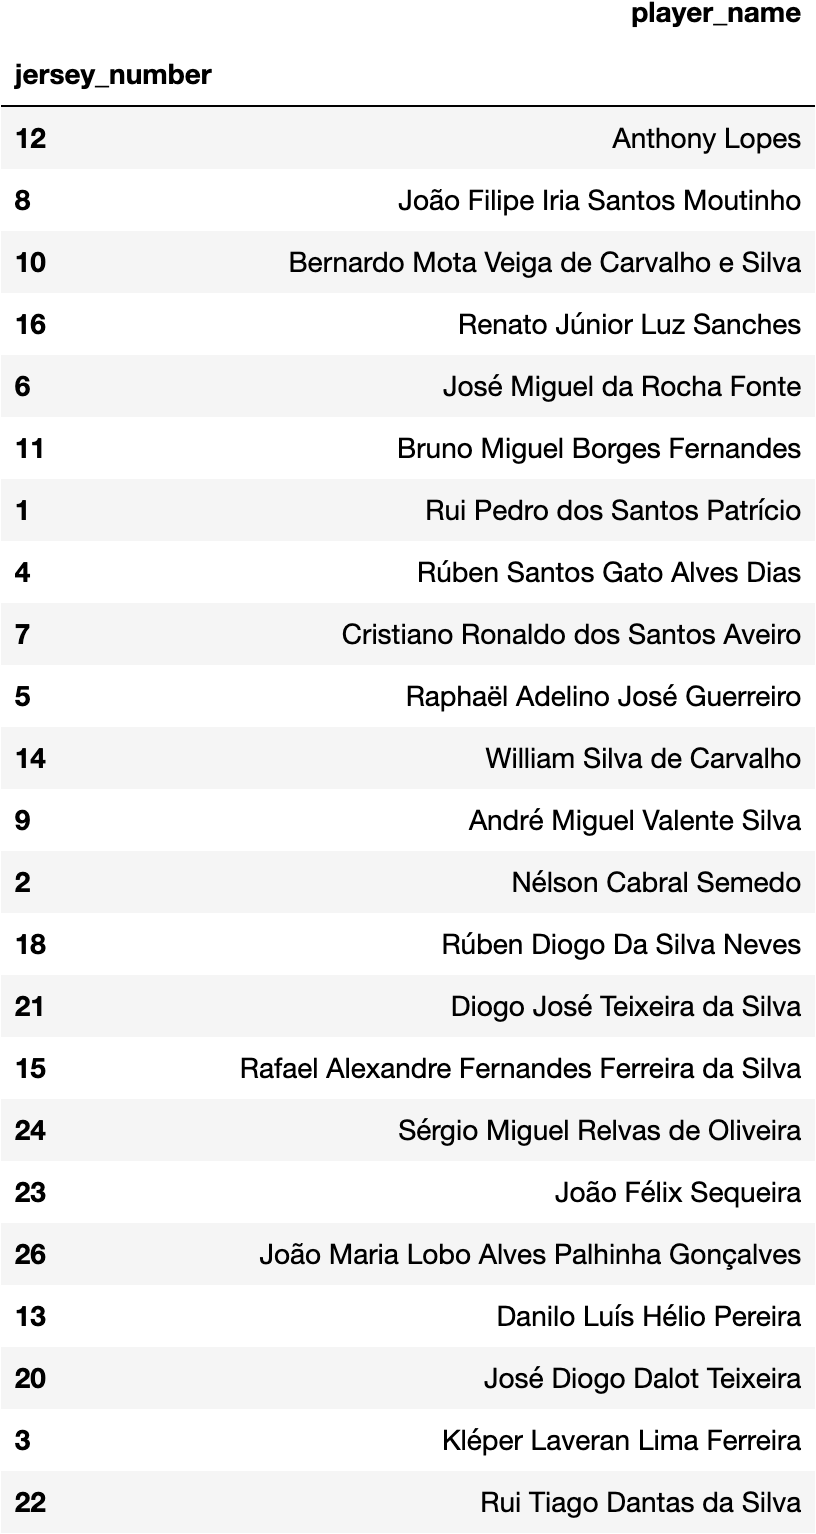 player_name
jersey_number
12 Anthony Lopes
8 João Filipe Iria Santos Moutinho
10 Bernardo Mota Veiga de Carvalho e Silva
16 Renato Júnior Luz Sanches
6 José Miguel da Rocha Fonte
11 Bruno Miguel Borges Fernandes
1 Rui Pedro dos Santos Patrício
4 Rúben Santos Gato Alves Dias
7 Cristiano Ronaldo dos Santos Aveiro
5 Raphaël Adelino José Guerreiro
14 William Silva de Carvalho
9 André Miguel Valente Silva
2 Nélson Cabral Semedo
18 Rúben Diogo Da Silva Neves
21 Diogo José Teixeira da Silva
15 Rafael Alexandre Fernandes Ferreira da Silva
24 Sérgio Miguel Relvas de Oliveira
23 João Félix Sequeira
26 João Maria Lobo Alves Palhinha Gonçalves
13 Danilo Luís Hélio Pereira
20 José Diogo Dalot Teixeira
3 Kléper Laveran Lima Ferreira
22 Rui Tiago Dantas da Silva